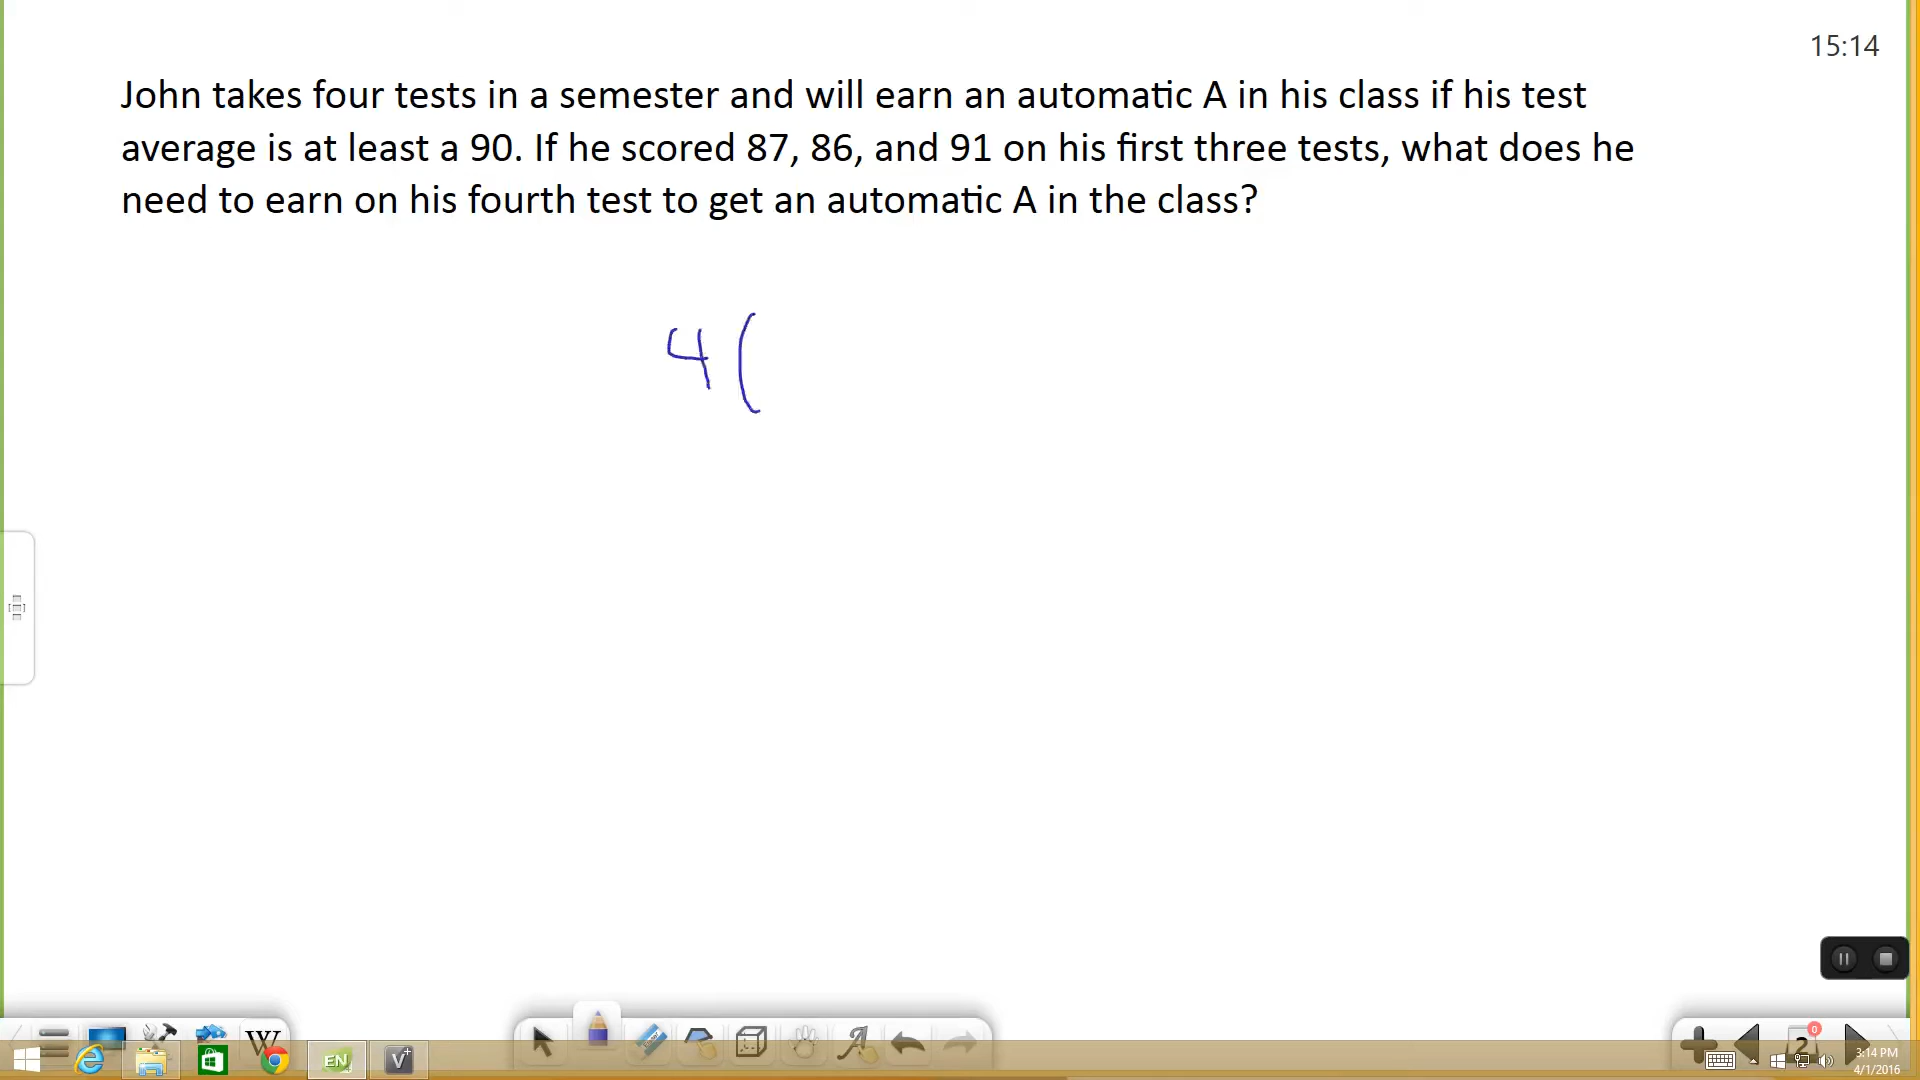 15:14
John takes four tests in a semester and will earn an automatic A in his class if his test
average is at least a 90. If he scored 87, 86, and 91 on his first three tests, what does he
need to earn on his fourth test to get an automatic A in the class?
4 (
W
A
2
0
EN
V+
3:14 PM
4/1/2016